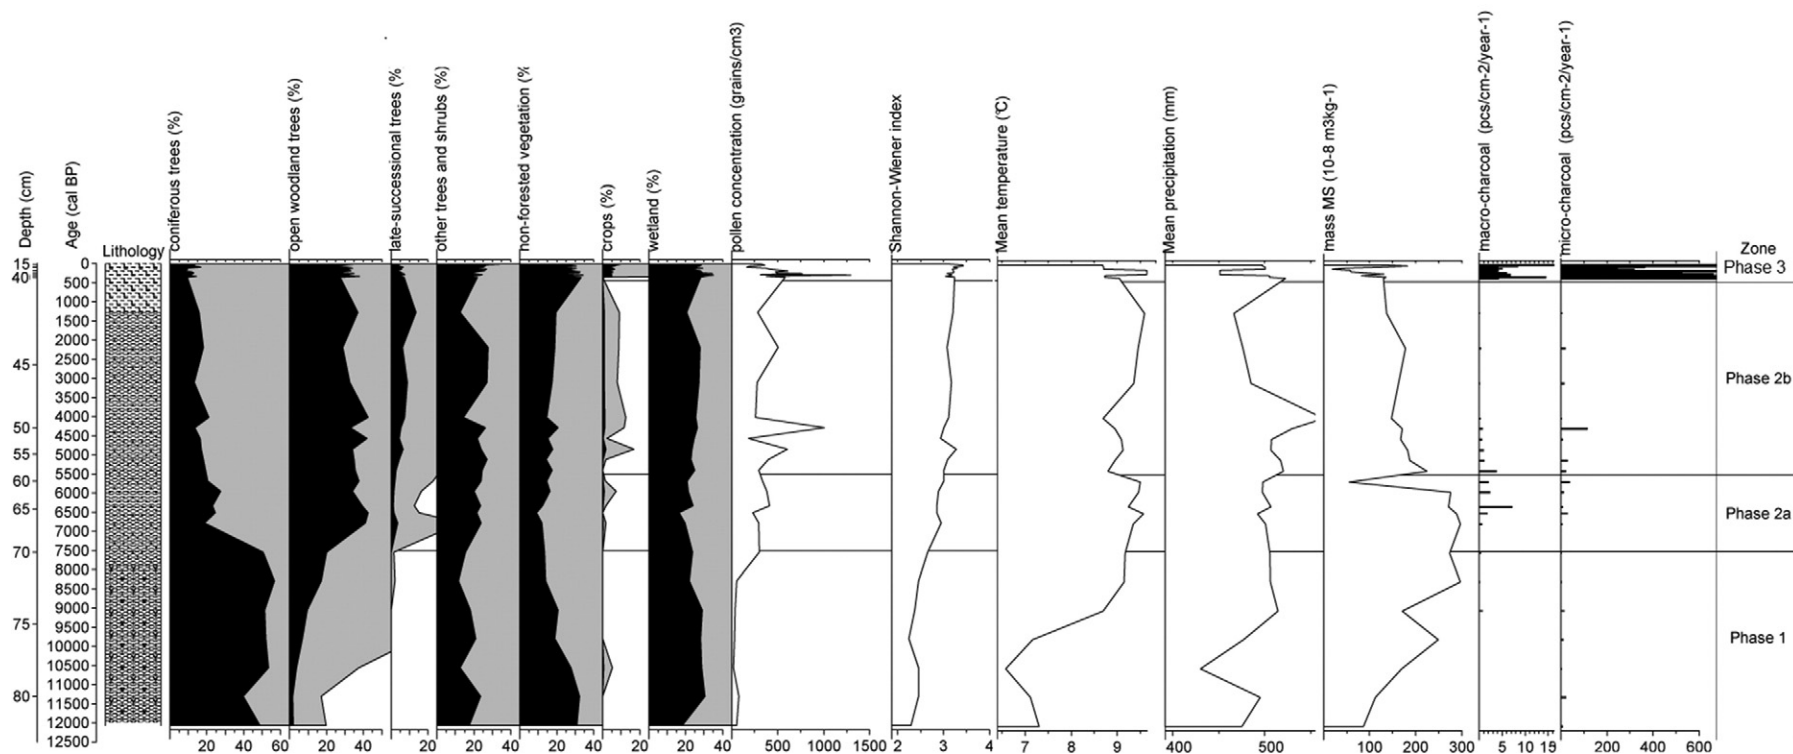 Depth (cm)
Age (cal BP)
Lithology
coniferous trees (%)
open woodland trees (%)
late-successional trees (%
other trees and shrubs (%)
non-forested vegetation (%
crops (%)
wetland (%)
pollen concentration (grains/cm3)
Shannon-Wiener index
Mean temperature (℃)
Mean precipitation (mm)
mass MS (10-8 m3kg-1)
macro-charcoal (pcs/cm-2/year-1)
micro-charcoal (pcs/cm-2/year-1)
Zone
15
40
45
50
55
60
65
70
75
80
0
500
1000
1500
2000
2500
3000
3500
4000
4500
5000
5500
6000
6500
7000
7500
8000
8500
9000
9500
10000
10500
11000
11500
12000
12500
Phase 3
Phase 2b
Phase 2a
Phase 1
20 40 60
20 40
20
20 40
20 40
20
20 40
500 1000 1500
2 3 4
7 8 9
400 500
100 200 300
5 10 15
200 400 600